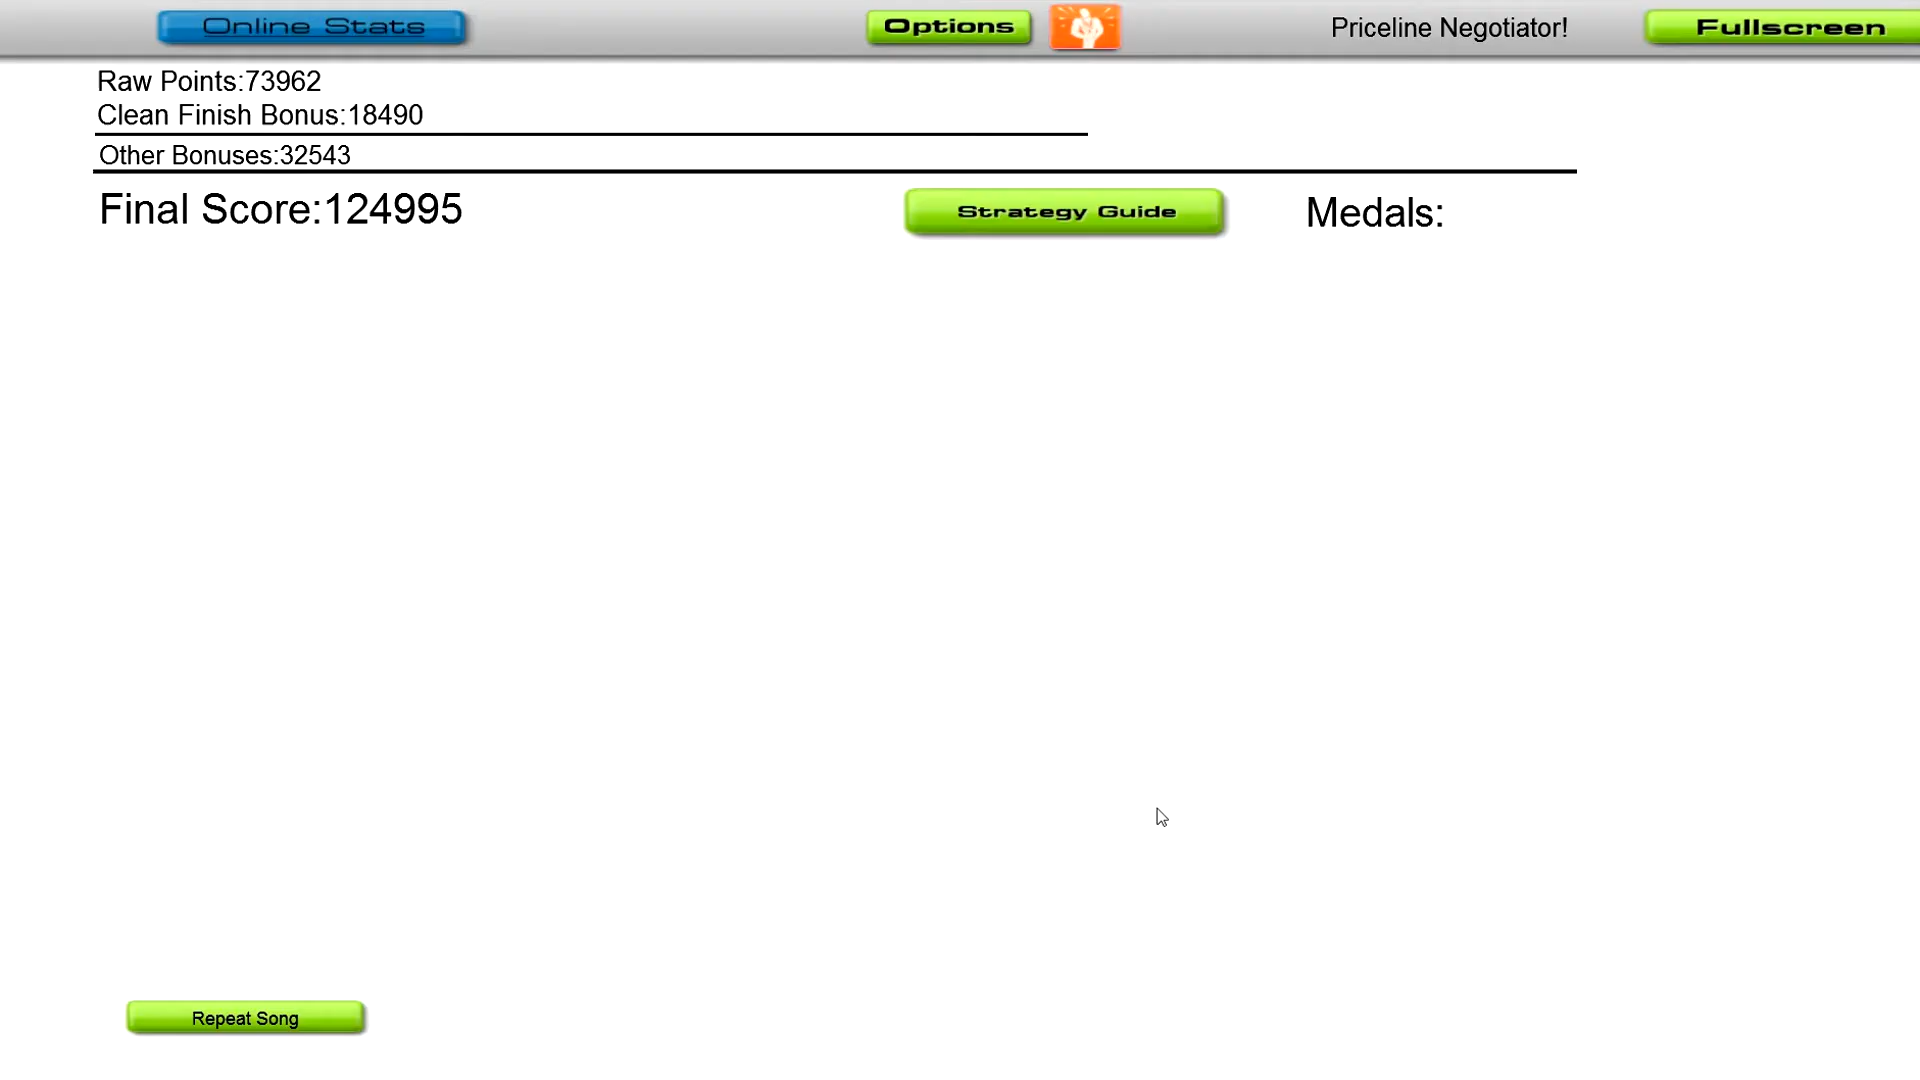 Online Stats
Options
Priceline Negotiator!
Fullscreen
Raw Points:73962
Clean Finish Bonus:18490
Other Bonuses:32543
Final Score:124995
Strategy Guide
Medals:
Repeat Song